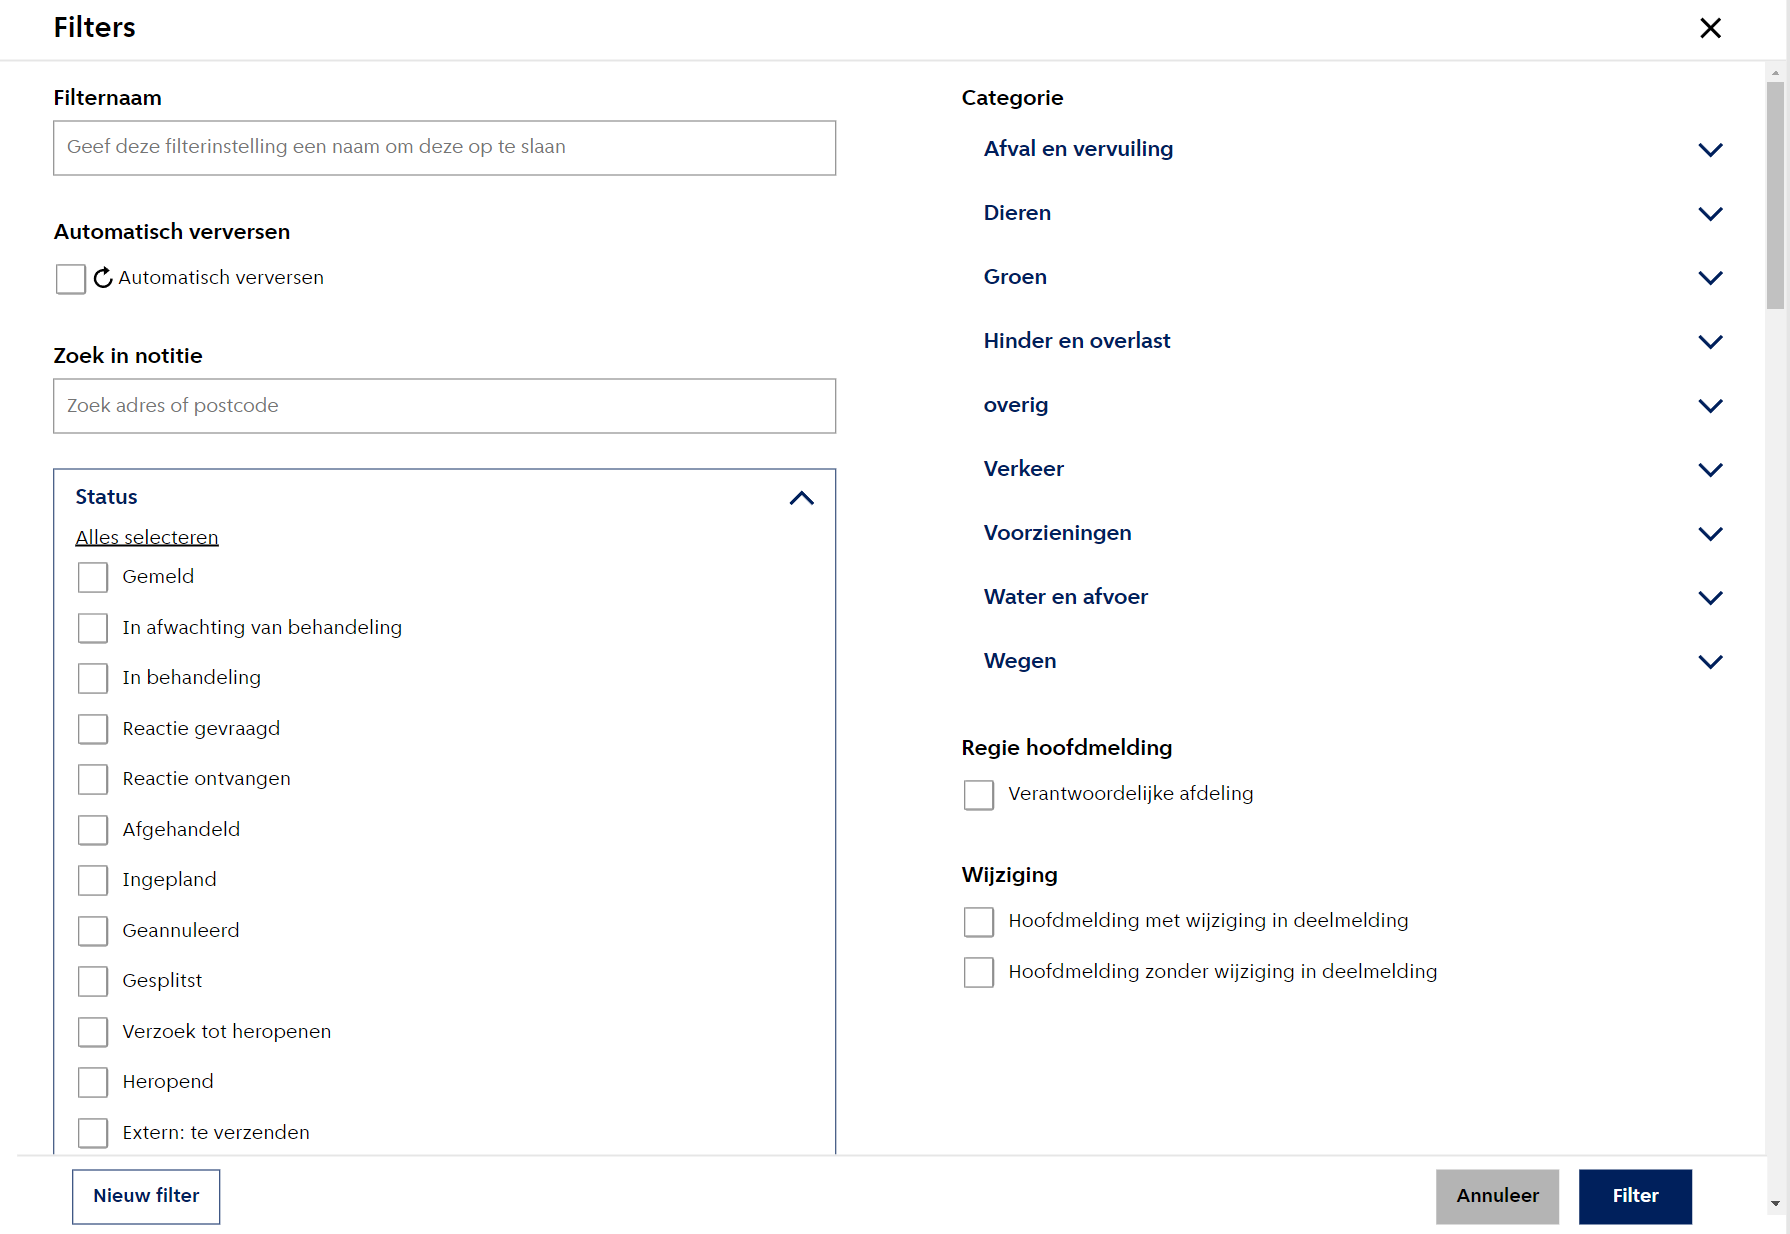 Filters
Filternaam
Geef deze filterinstelling een naam om deze op te slaan
Automatisch verversen
Automatisch verversen
Zoek in notitie
Zoek adres of postcode
Status
Alles selecteren
Gemeld
In afwachting van behandeling
In behandeling
Reactie gevraagd
Reactie ontvangen
Afgehandeld
Ingepland
Geannuleerd
Gesplitst
Verzoek tot heropenen
Heropend
Extern: te verzenden
Categorie
Afval en vervuiling
Dieren
Groen
Hinder en overlast
overig
Verkeer
Voorzieningen
Water en afvoer
Wegen
Regie hoofdmelding
Verantwoordelijke afdeling
Wijziging
Hoofdmelding met wijziging in deelmelding
Hoofdmelding zonder wijziging in deelmelding
Nieuw filter
Annuleer
Filter